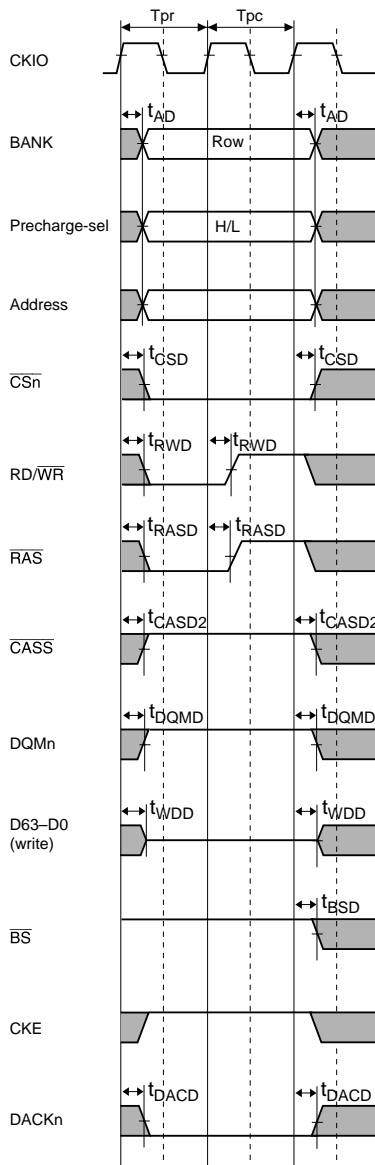 Tpr Tpc
CKIO
tAD tAD
BANK Row
Precharge-sel H/L
Address
tCSD tCSD
CSn
tRWD tRWD
RD/WR
tRASD tRASD
RAS
tCASD2 tCASD2
CASS
tDQMD tDQMD
DQMn
tWDD tWDD
D63–D0
(write)
tBSD
BS
CKE
tDACD tDACD
DACKn